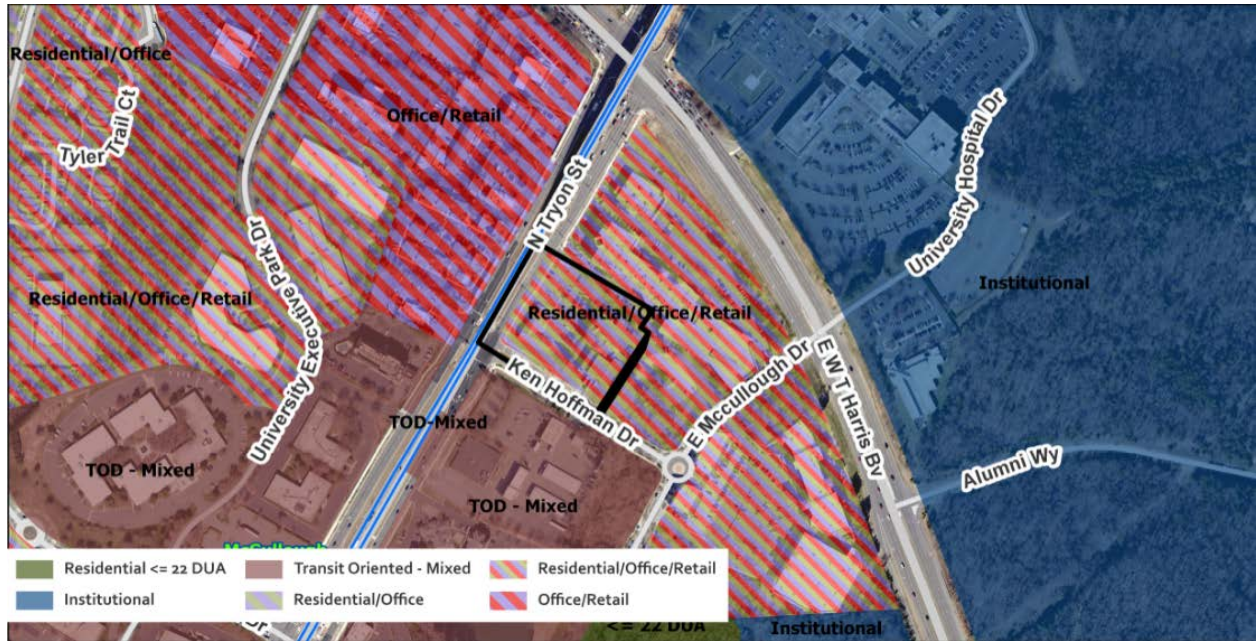 Residential/Office
Tyler Trail Ct
Office/Retail
University Hospital Dr
N Tryon St
University Executive Park Dr
Residential/Office/Retail
Residential/Office/Retail
Institutional
Ken Hoffman Dr
E Mccullough Dr
E W T Harris Bv
TOD-Mixed
TOD - Mixed
TOD - Mixed
Alumni Wy
McCullough
Residential <= 22 DUA
Transit Oriented - Mixed
Residential/Office/Retail
Institutional
Residential/Office
Office/Retail
<= 22 DUA
Institutional